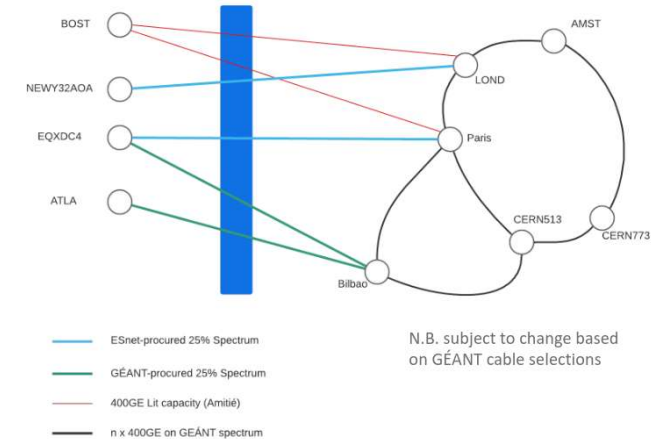 BOST
AMST
LOND
NEWY32AOA
EQXDC4
Paris
ATLA
CERN513
CERN773
Bilbao
ESnet-procured 25% Spectrum
GÉANT-procured 25% Spectrum
400GE Lit capacity (Amitié)
n x 400GE on GEÁNT spectrum
N.B. subject to change based
on GÉANT cable selections